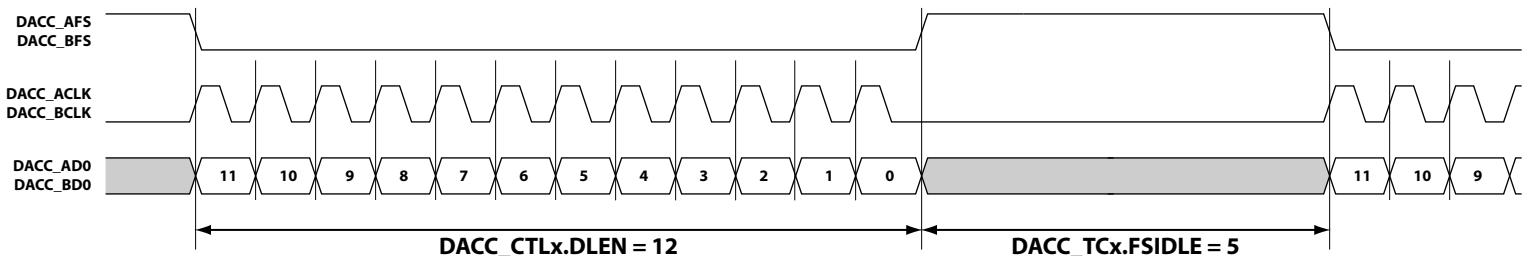 DACC_AFS
DACC_BFS
DACC_ACLK
DACC_BCLK
DACC_AD0
DACC_BD0
11 10 9 8 7 6 5 4 3 2 1 0 11 10 9
DACC_CTLx.DLEN = 12
DACC_TCx.FSIDLE = 5